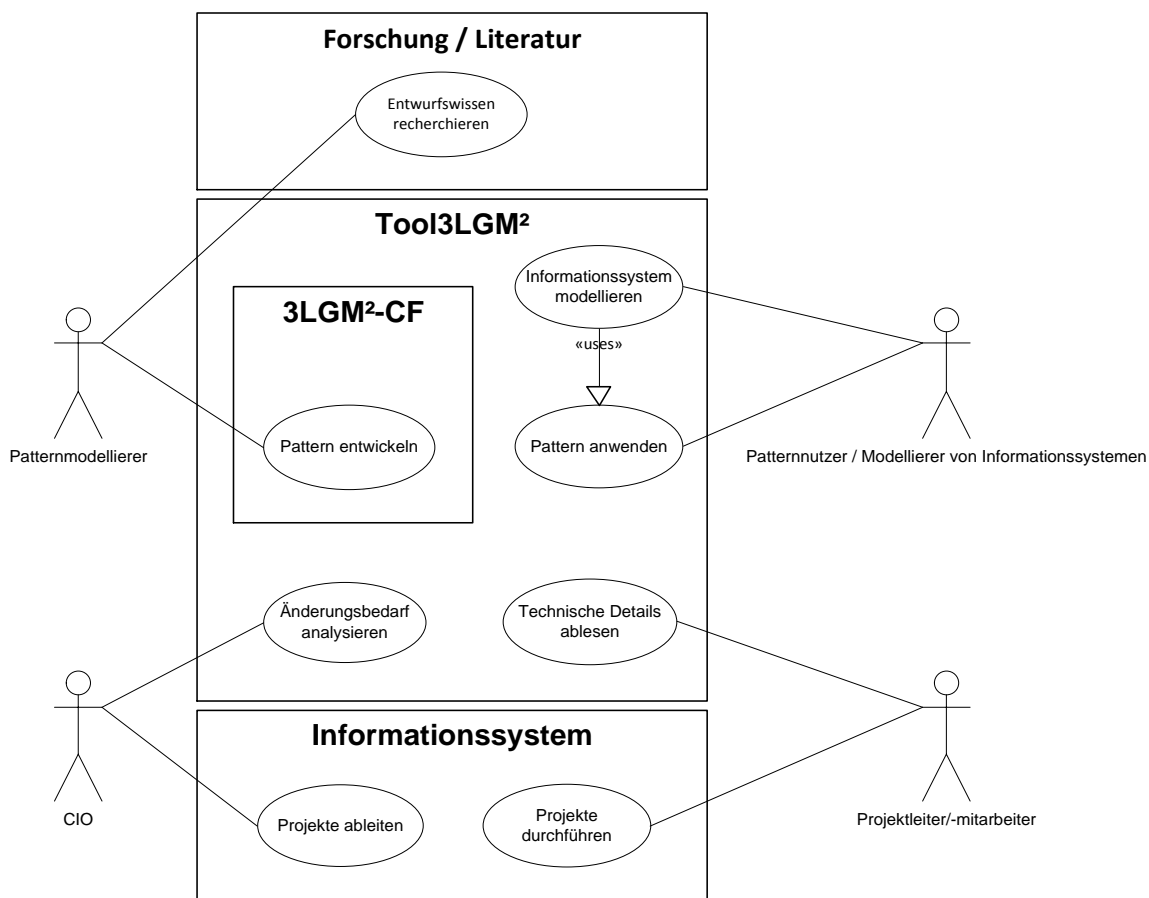 Forschung / Literatur
Entwurfswissen
recherchieren
Tool3LGM²
Informationssystem
modellieren
3LGM²-CF
«uses»
Pattern entwickeln
Pattern anwenden
Patternmodellierer
Patternnutzer / Modellierer von Informationssystemen
Änderungsbedarf
analysieren
Technische Details
ablesen
Informationssystem
Projekte ableiten
Projekte
durchführen
CIO
Projektleiter/-mitarbeiter